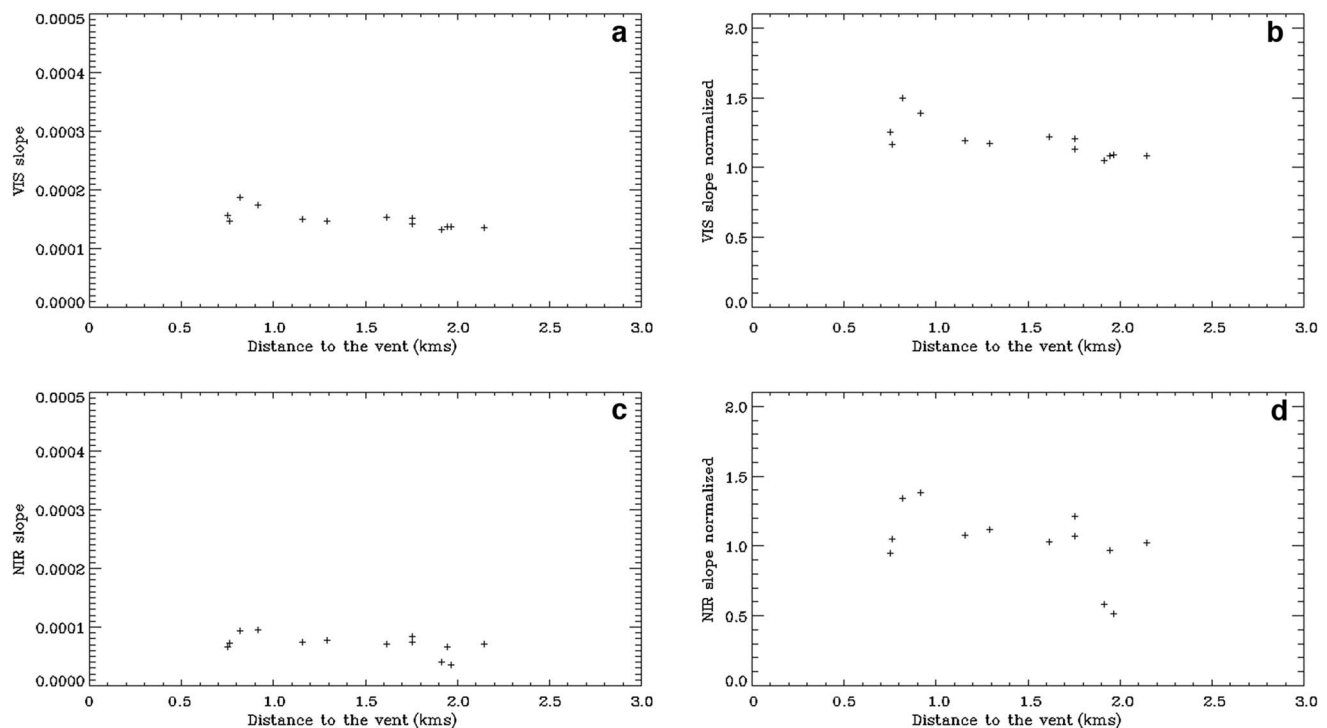 a
0.0005
0.0004
0.0003
0.0002
0.0001
0.0000
VIS slope
0 0.5 1.0 1.5 2.0 2.5 3.0
Distance to the vent (kms)
b
2.0
1.5
1.0
0.5
0.0
VIS slope normalized
0 0.5 1.0 1.5 2.0 2.5 3.0
Distance to the vent (kms)
c
0.0005
0.0004
0.0003
0.0002
0.0001
0.0000
NIR slope
0 0.5 1.0 1.5 2.0 2.5 3.0
Distance to the vent (kms)
d
2.0
1.5
1.0
0.5
0.0
NIR slope normalized
0 0.5 1.0 1.5 2.0 2.5 3.0
Distance to the vent (kms)